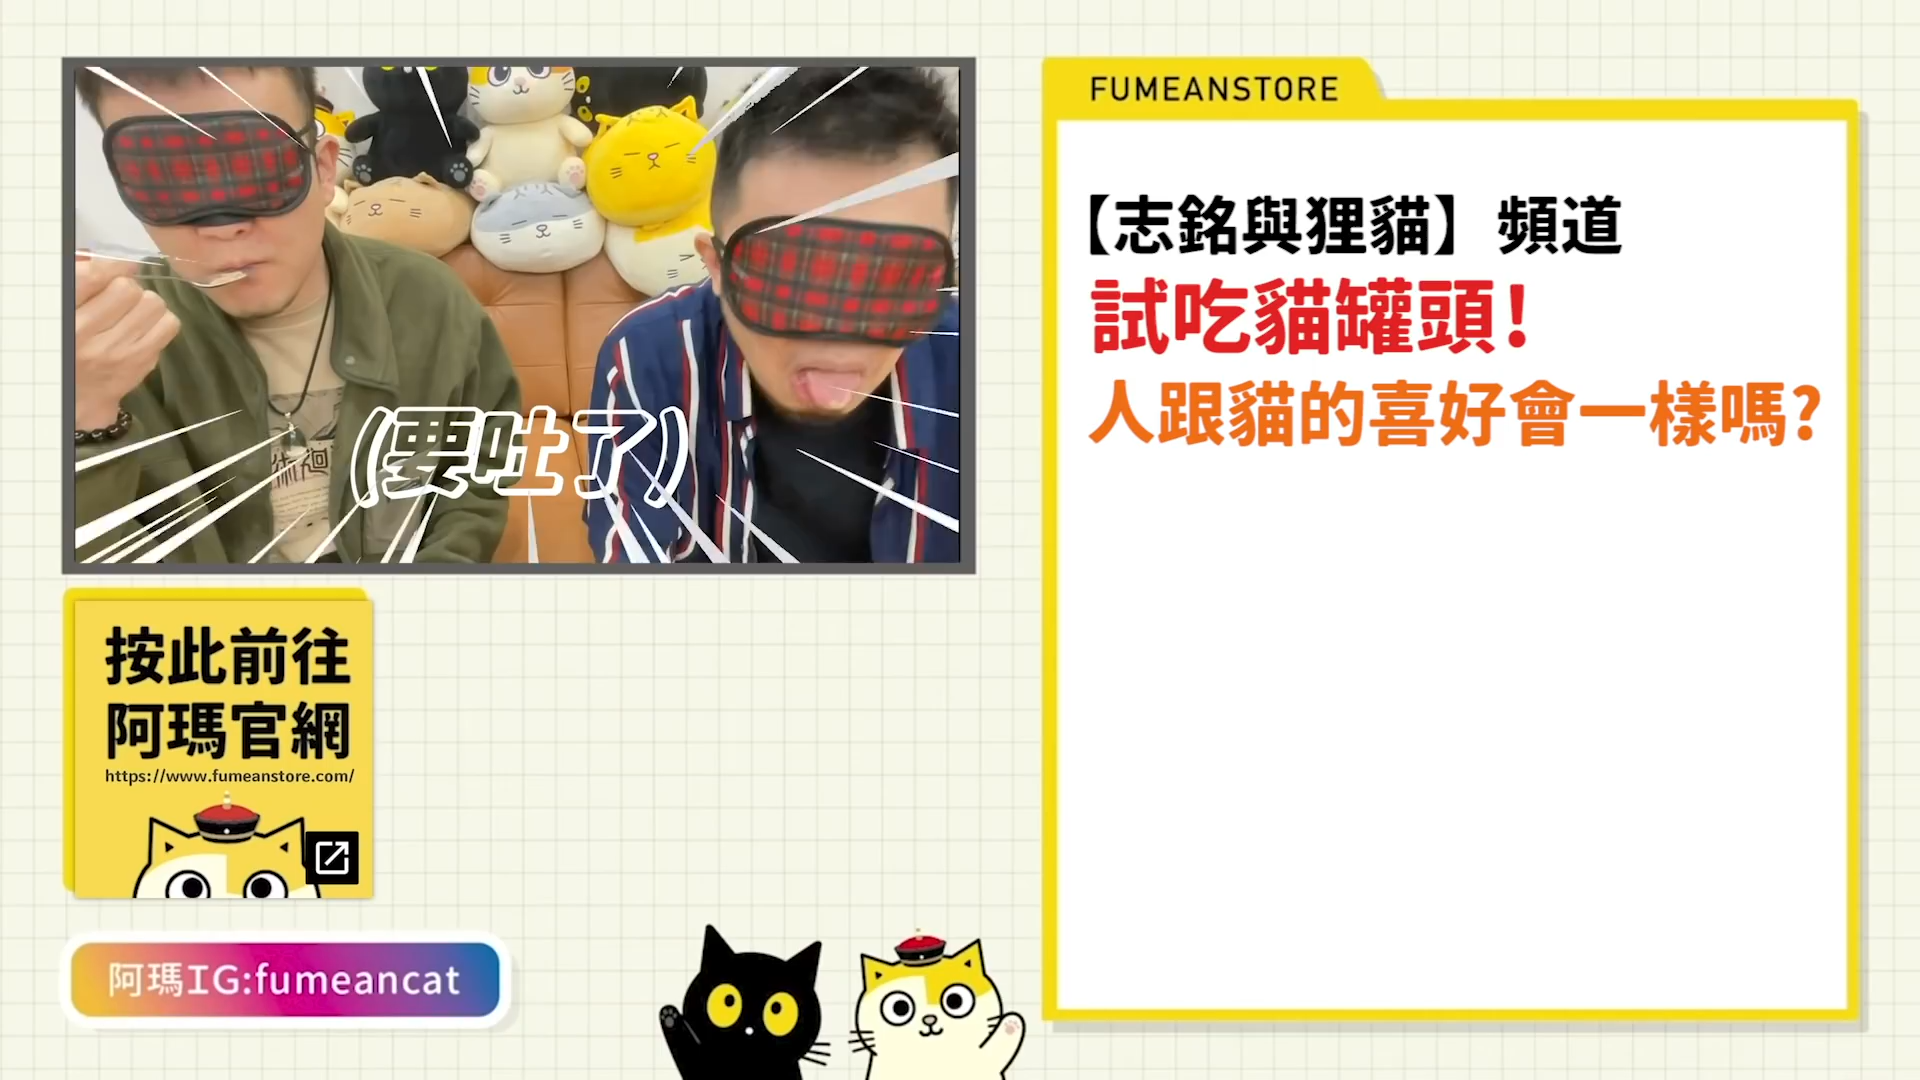 (要吐了)
術迴
FUMEANSTORE
【志銘與狸貓】頻道
試吃貓罐頭!
人跟貓的喜好會一樣嗎?
按此前往
阿瑪官網
https://www.fumeanstore.com/
阿瑪IG:fumeancat